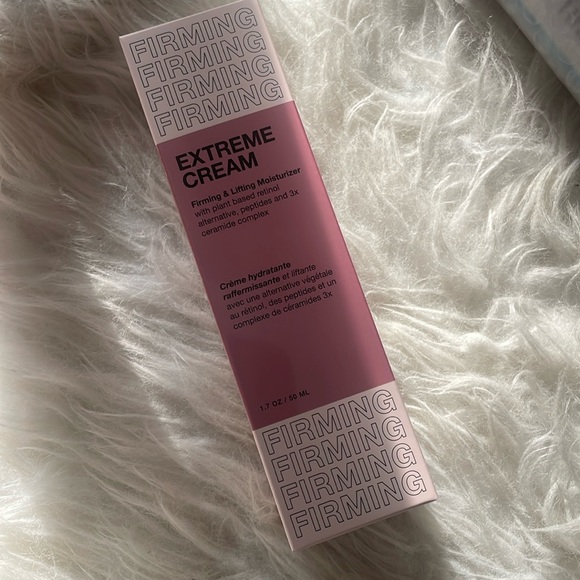 FIRMING
FIRMING
FIRMING
FIRMING
EXTREME
CREAM
Firming & Lifting Moisturizer
with plant based retinol
alternative, peptides and 3x
ceramide complex
Crème hydratante
raffermissante et liftante
avec une alternative végétale
au rétinol, des peptides et un
complexe de céramides 3x
1.7 OZ / 50 ML
FIRMING
FIRMING
FIRMING
FIRMING